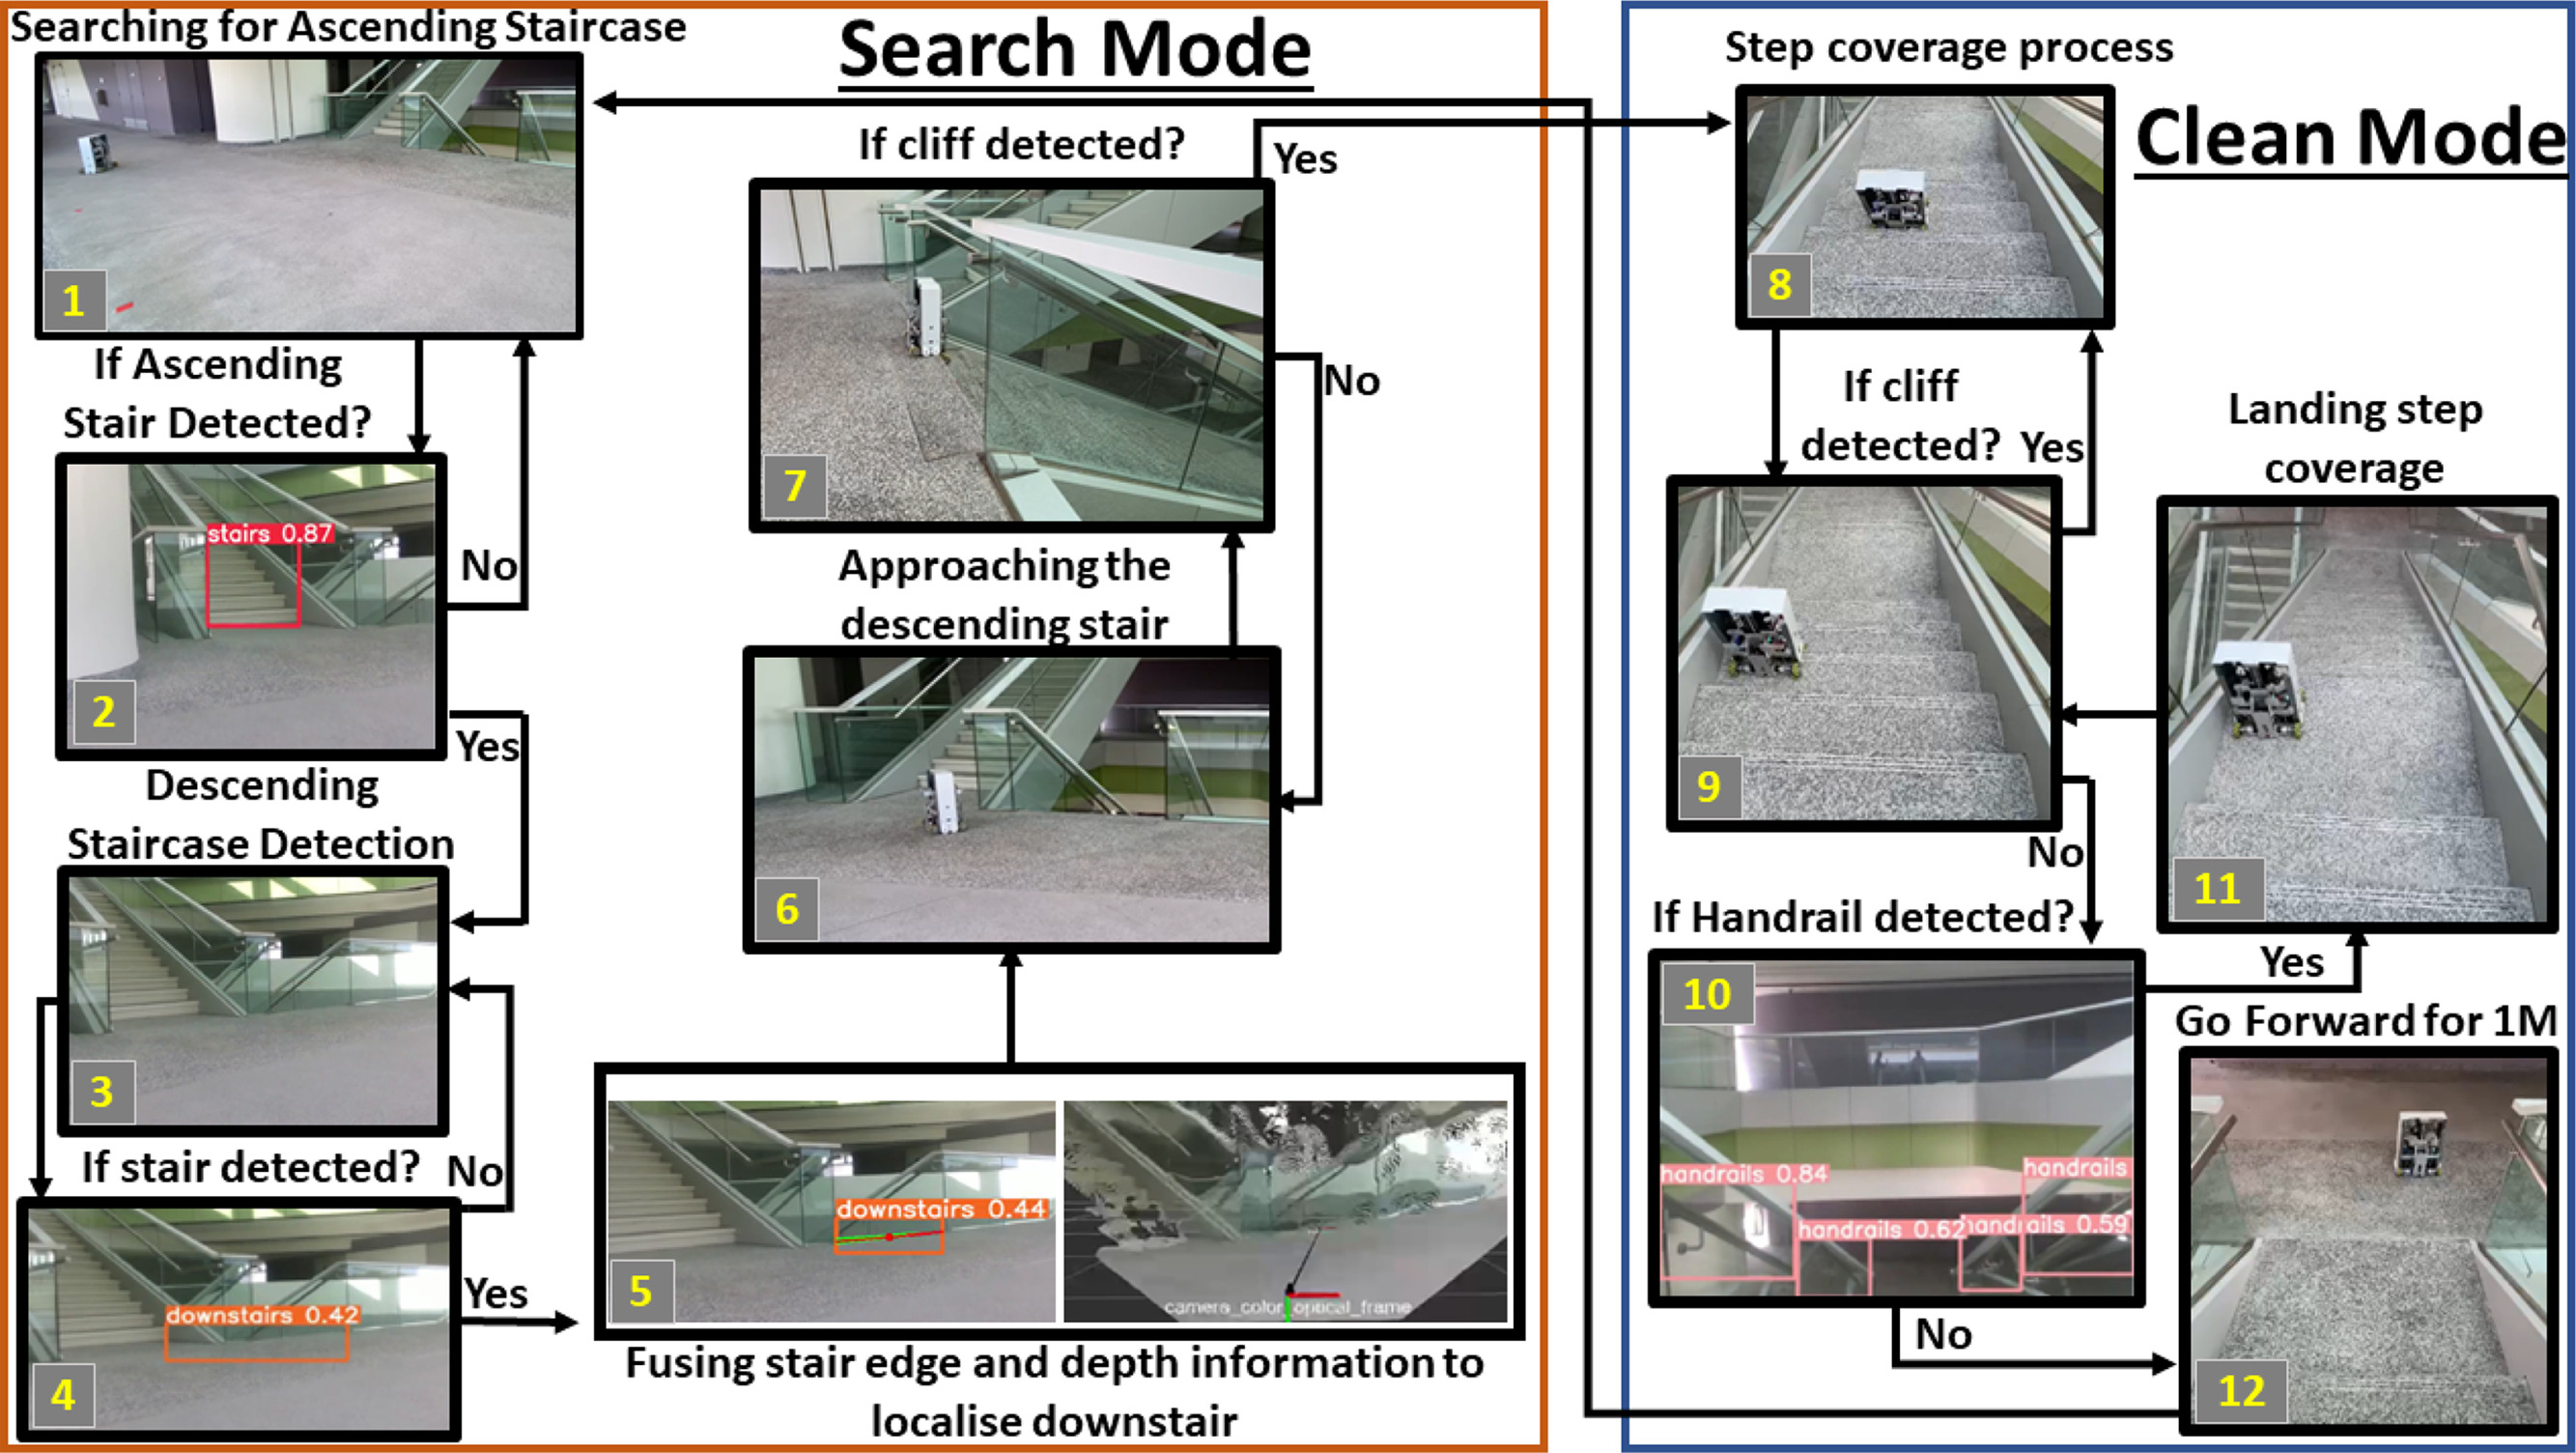 Searching for Ascending Staircase
Search Mode
1
If Ascending
Stair Detected?
No
stairs 0.87
2
Yes
Descending
Staircase Detection
3
If stair detected?
No
downstairs 0.42
4
Yes
downstairs 0.44
camera_color_optical_frame
5
Fusing stair edge and depth information to
localise downstair
If cliff detected?
Yes
7
No
Approaching the
descending stair
6
Step coverage process
Clean Mode
8
If cliff
detected?
Yes
9
No
Landing step
coverage
11
If Handrail detected?
Yes
10
handrails 0.84
handrails
handrails 0.62
handrails 0.59
No
Go Forward for 1M
12